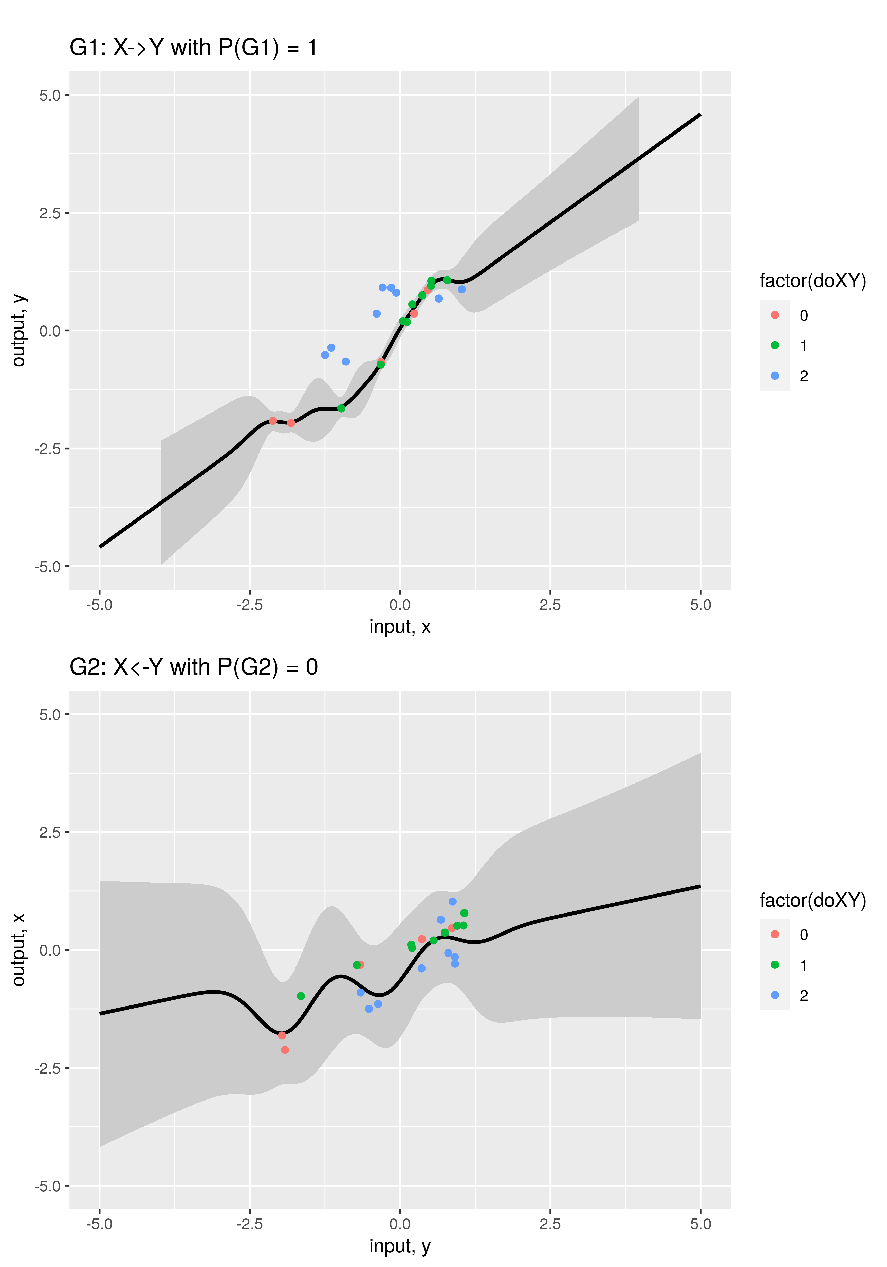 G1: X->Y with P(G1) = 1
5.0
2.5
0.0
-2.5
-5.0
output, y
-5.0 -2.5 0.0 2.5 5.0
input, x
factor(doXY)
0
1
2
G2: X<-Y with P(G2) = 0
5.0
2.5
0.0
-2.5
-5.0
output, x
-5.0 -2.5 0.0 2.5 5.0
input, y
factor(doXY)
0
1
2